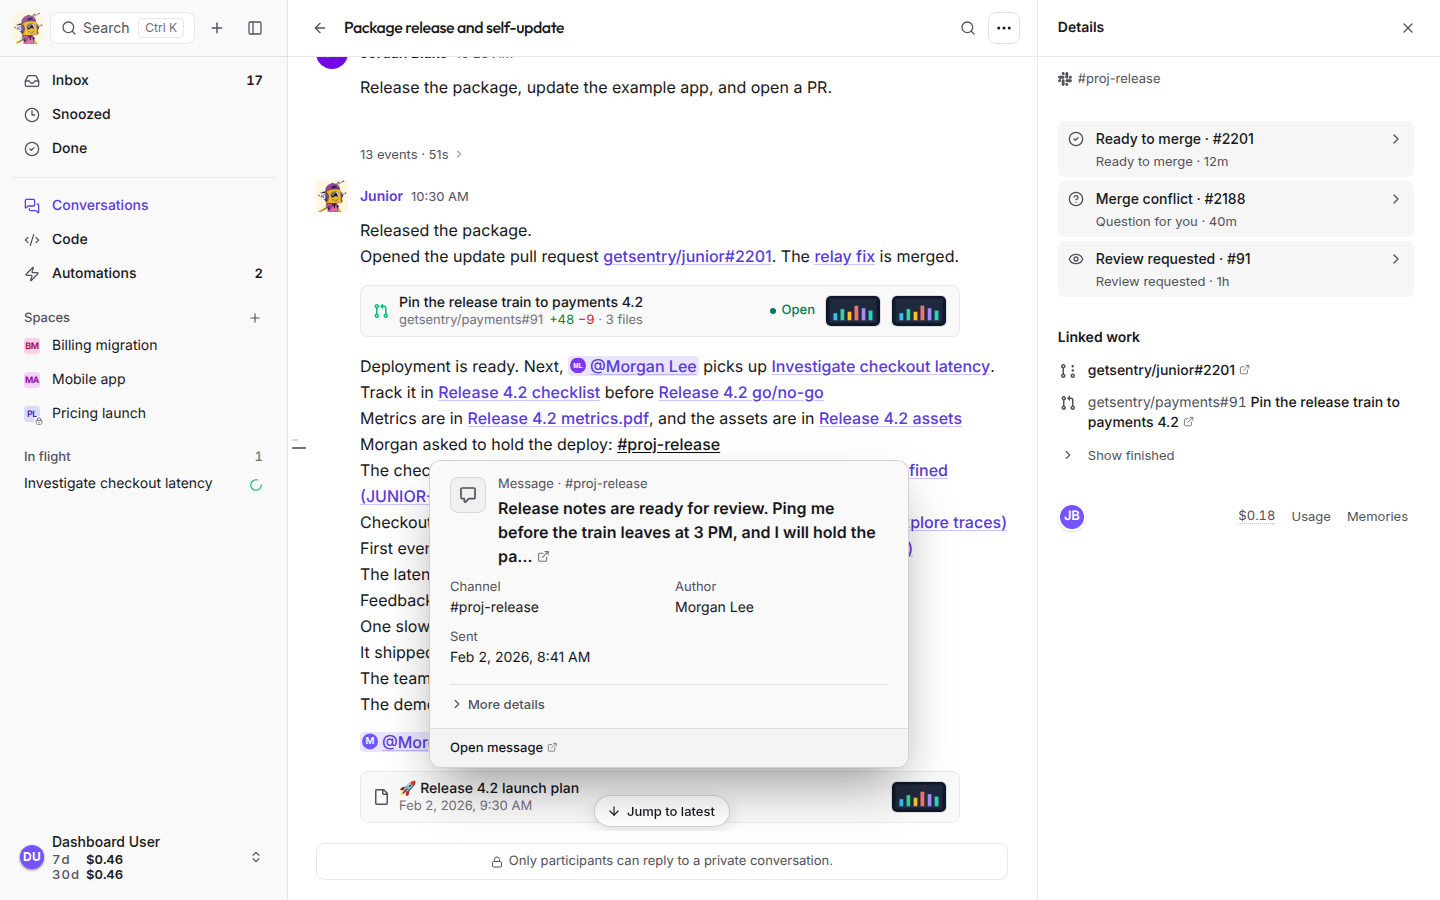 Search Ctrl K
Inbox 17
Snoozed
Done
Conversations
Code
Automations 2
Spaces
BM Billing migration
MA Mobile app
PL Pricing launch
In flight 1
Investigate checkout latency
DU Dashboard User
7d $0.46
30d $0.46
Package release and self-update
Release the package, update the example app, and open a PR.
13 events · 51s
Junior 10:30 AM
Released the package.
Opened the update pull request getsentry/junior#2201. The relay fix is merged.
Pin the release train to payments 4.2
getsentry/payments#91 +48 −9 · 3 files
Open
Deployment is ready. Next, ML @Morgan Lee picks up Investigate checkout latency.
Track it in Release 4.2 checklist before Release 4.2 go/no-go
Metrics are in Release 4.2 metrics.pdf, and the assets are in Release 4.2 assets
Morgan asked to hold the deploy: #proj-release
The chec
fined
(JUNIOR-
Checkout
plore traces)
First ever
)
The laten
Feedback
One slow
It shipped
The team
The demo
M @Mor
Message · #proj-release
Release notes are ready for review. Ping me
before the train leaves at 3 PM, and I will hold the
pa...
Channel
#proj-release
Author
Morgan Lee
Sent
Feb 2, 2026, 8:41 AM
More details
Open message
🚀 Release 4.2 launch plan
Feb 2, 2026, 9:30 AM
Jump to latest
Only participants can reply to a private conversation.
Details
#proj-release
Ready to merge · #2201
Ready to merge · 12m
Merge conflict · #2188
Question for you · 40m
Review requested · #91
Review requested · 1h
Linked work
getsentry/junior#2201
getsentry/payments#91 Pin the release train to
payments 4.2
Show finished
JB $0.18 Usage Memories